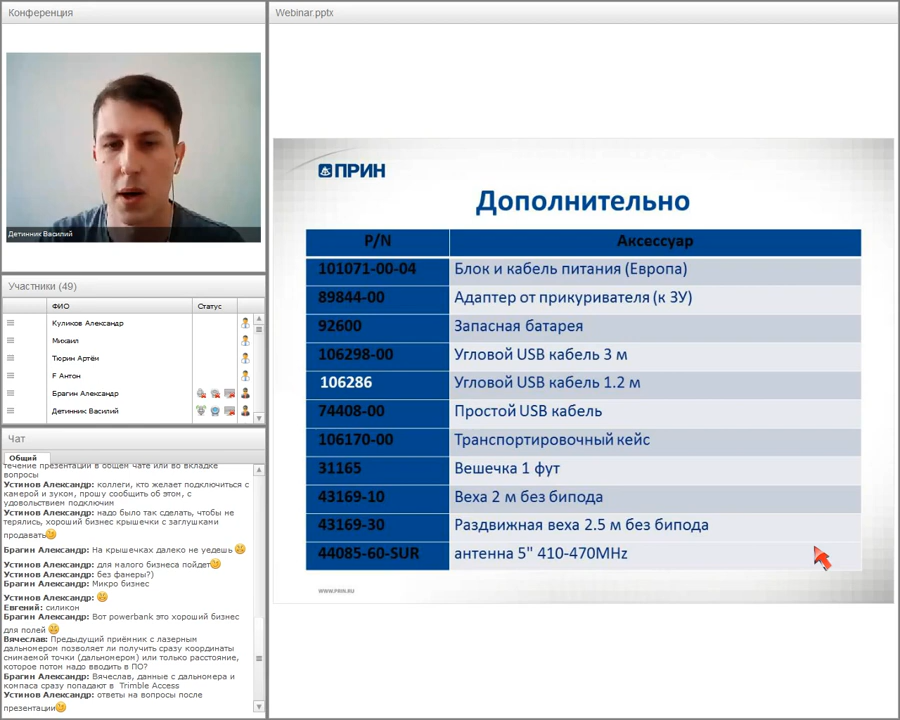 Конференция
Детинник Василий
Участники (49)
ФИО
Статус
Куликов Александр
Михаил
Тюрин Артём
F Антон
Брагин Александр
Детинник Василий
Чат
Общий
течение презентации в общем чате или во вкладке
вопросы
Устинов Александр: коллеги, кто желает подключиться с
камерой и зуком, прошу сообщить об этом, с
удовольствием подключим
Устинов Александр: надо было так сделать, чтобы не
терялись, хороший бизнес крышечки с заглушками
продавать
Брагин Александр: На крышечках далеко не уедешь
Устинов Александр: для малого бизнеса пойдет
Устинов Александр: без фанеры?)
Брагин Александр: Микро бизнес
Устинов Александр:
Евгений: силикон
Брагин Александр: Вот powerbank это хороший бизнес
для полей
Вячеслав: Предыдущий приёмник с лазерным
дальномером позволяет ли получить сразу координаты
снимаемой точки (дальномером) или только расстояние,
которое потом надо вводить в ПО?
Брагин Александр: Вячеслав, данные с дальномера и
компаса сразу попадают в Trimble Access
Устинов Александр: ответы на вопросы после
презентации
Webinar.pptx
ПРИН
Дополнительно
P/N Аксессуар
101071-00-04 Блок и кабель питания (Европа)
89844-00 Адаптер от прикуривателя (к ЗУ)
92600 Запасная батарея
106298-00 Угловой USB кабель 3 м
106286 Угловой USB кабель 1.2 м
74408-00 Простой USB кабель
106170-00 Транспортировочный кейс
31165 Вешечка 1 фут
43169-10 Веха 2 м без бипода
43169-30 Раздвижная веха 2.5 м без бипода
44085-60-SUR антенна 5" 410-470MHz
WWW.PRIN.RU